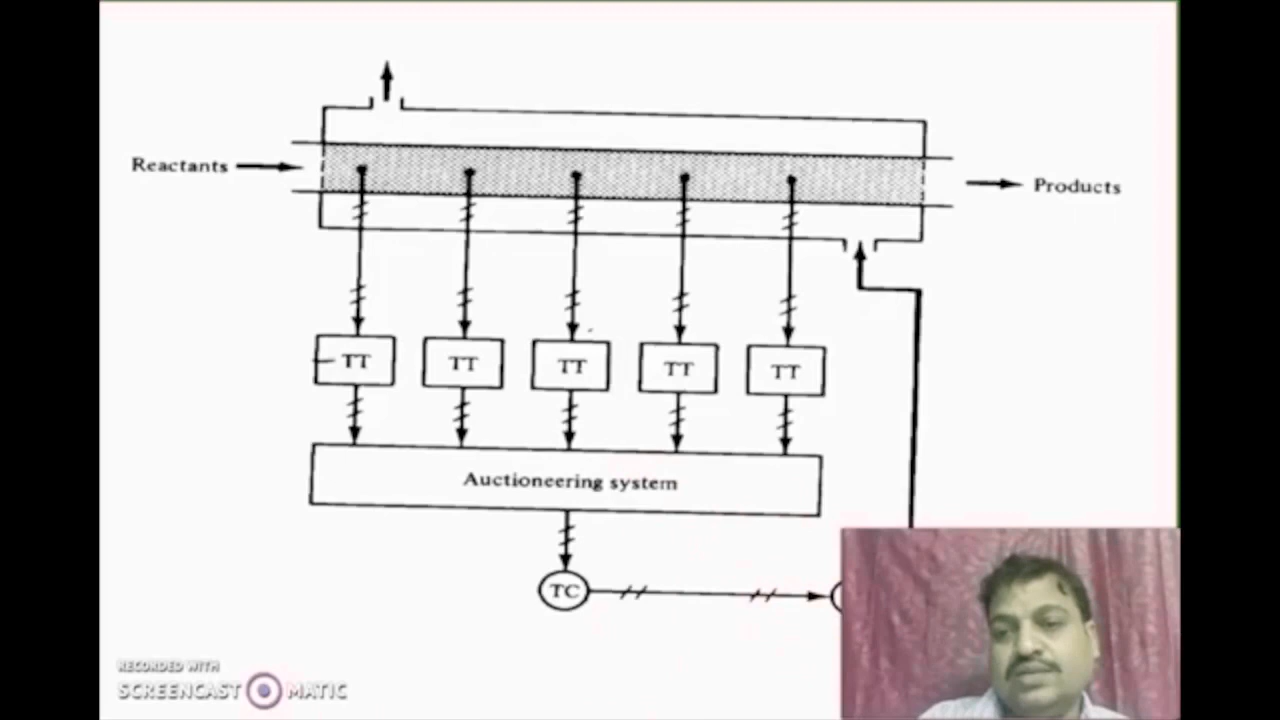 Reactants
Products
TT TT TT TT TT
Auctioneering system
TC
RECORDED WITH
SCREENCAST MATIC